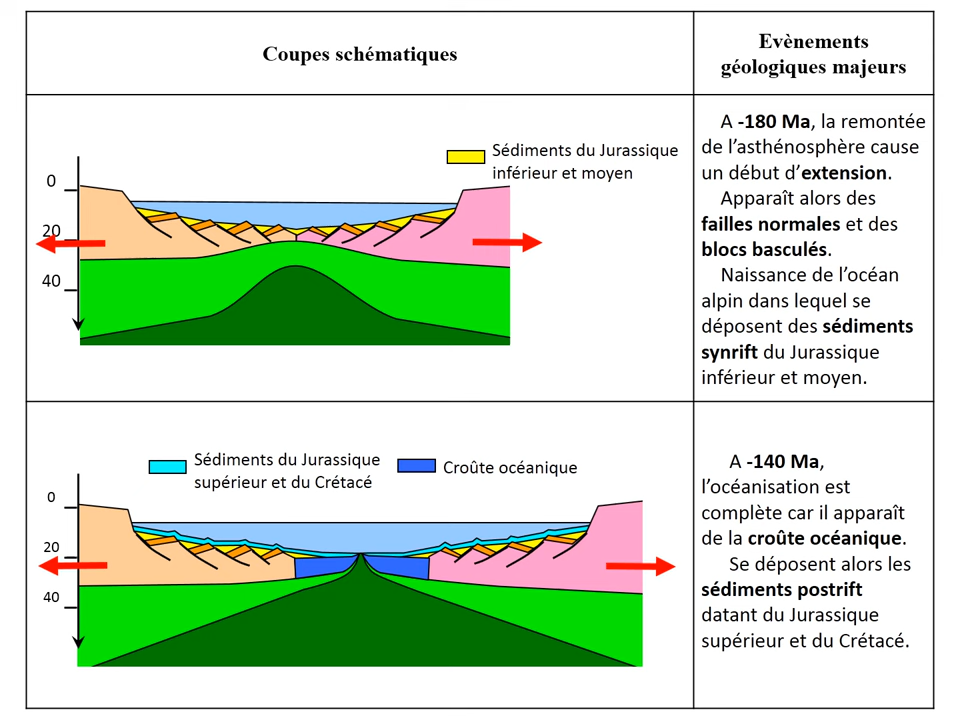 Coupes schématiques
Evènements
géologiques majeurs
Sédiments du Jurassique
inférieur et moyen
0
20
40
A -180 Ma, la remontée
de l’asthénosphère cause
un début d’extension.
Apparaît alors des
failles normales et des
blocs basculés.
Naissance de l’océan
alpin dans lequel se
déposent des sédiments
synrift du Jurassique
inférieur et moyen.
Sédiments du Jurassique
supérieur et du Crétacé
Croûte océanique
0
20
40
A -140 Ma,
l’océanisation est
complète car il apparaît
de la croûte océanique.
Se déposent alors les
sédiments postrift
datant du Jurassique
supérieur et du Crétacé.